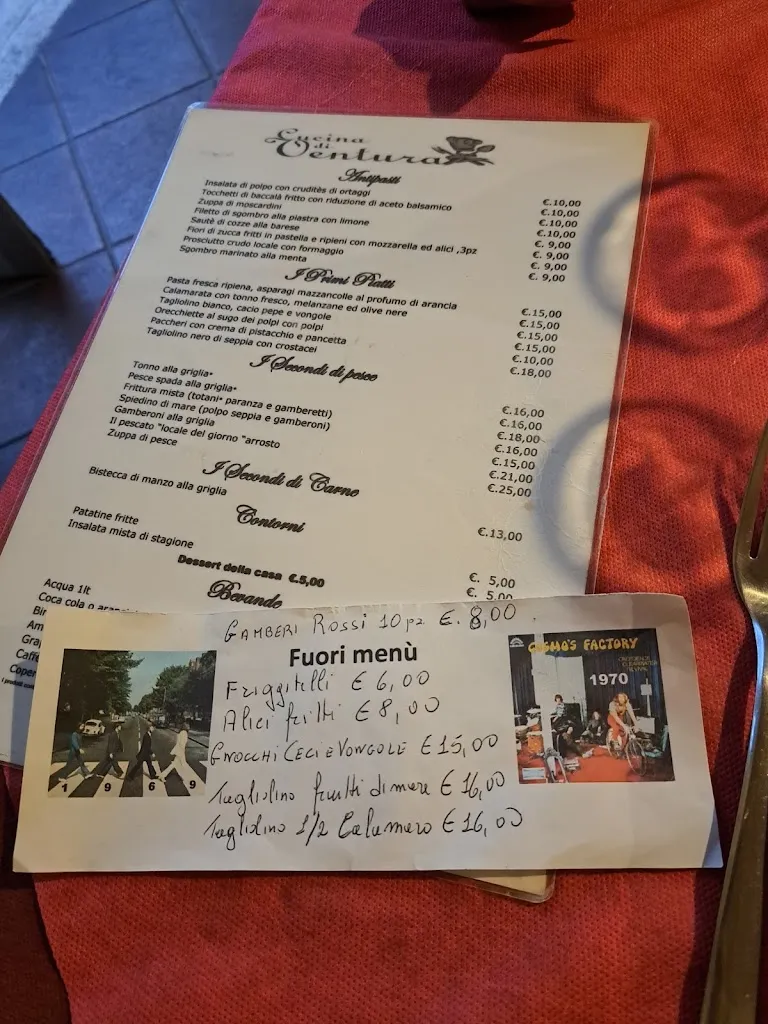 Cucina
di
Ventura
Antipasti
Insalata di polpo con cruditès di ortaggi €.10,00
Tocchetti di baccalà fritto con riduzione di aceto balsamico €.10,00
Zuppa di moscardini €.10,00
Filetto di sgombro alla piastra con limone €.10,00
Sautè di cozze alla barese €. 9,00
Fiori di zucca fritti in pastella e ripieni con mozzarella ed alici ,3pz €. 9,00
Prosciutto crudo locale con formaggio €. 9,00
Sgombro marinato alla menta €. 9,00
I Primi Piatti
Pasta fresca ripiena, asparagi mazzancolle al profumo di arancia €.15,00
Calamarata con tonno fresco, melanzane ed olive nere €.15,00
Tagliolino bianco, cacio pepe e vongole €.15,00
Orecchiette al sugo dei polpi con polpi €.15,00
Paccheri con crema di pistacchio e pancetta €.10,00
Tagliolino nero di seppia con crostacei €.18,00
I Secondi di pesce
Tonno alla griglia* €.16,00
Pesce spada alla griglia* €.16,00
Frittura mista (totani* paranza e gamberetti) €.18,00
Spiedino di mare (polpo seppia e gamberoni) €.16,00
Gamberoni alla griglia €.15,00
Il pescato "locale del giorno "arrosto €.21,00
Zuppa di pesce €.25,00
I Secondi di Carne
Bistecca di manzo alla griglia €.13,00
Contorni
Patatine fritte €. 5,00
Insalata mista di stagione €. 5,00
Dessert della casa €.5,00
Bevande
Acqua 1lt
Coca cola o
GAMBERI ROSSI 10 pz €. 8,00
Fuori menù
Friggitelli € 6,00
Alici fritti € 8,00
GNOCCHI CECI e VONGOLE € 15,00
Tagliolino frutti di mare € 16,00
Tagliolino 1/2 Calamaro € 16,00
1 9 6 9
COSMO'S FACTORY
1970